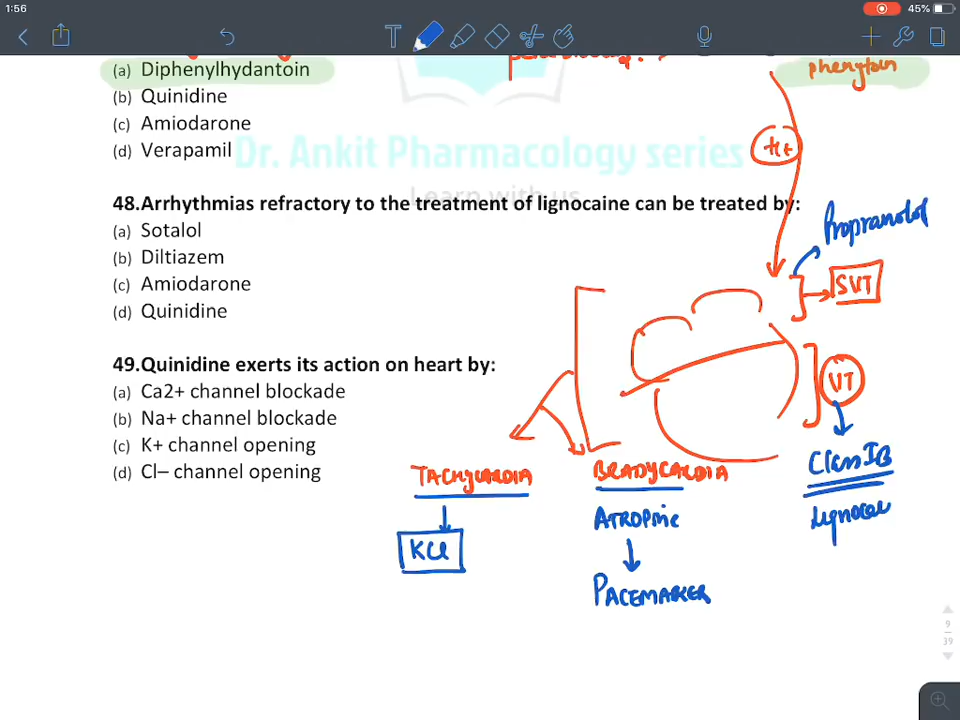 1:56
45%
T
(a) Diphenylhydantoin
phenytoin
(b) Quinidine
(c) Amiodarone
(d) Verapamil
Dr. Ankit Pharmacology series
Learn with us
48.Arrhythmias refractory to the treatment of lignocaine can be treated by:
(a) Sotalol
(b) Diltiazem
(c) Amiodarone
(d) Quinidine
Propranolol
SVT
49.Quinidine exerts its action on heart by:
(a) Ca2+ channel blockade
(b) Na+ channel blockade
(c) K+ channel opening
(d) Cl– channel opening
VT
Class IB
TACHYCARDIA
BRADYCARDIA
ATROPINE
KCl
PACEMAKER
9
39